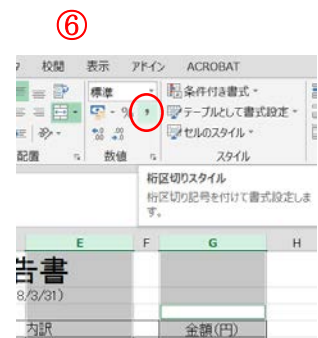 ⑥
校閲 表示 アドイン ACROBAT
標準 条件付き書式
% , テーブルとして書式設定
セルのスタイル
配置 数値 スタイル
桁区切りスタイル
桁区切り記号を付けて書式設定しま
す。
E F G H
告書
8/3/31)
内訳 金額(円)